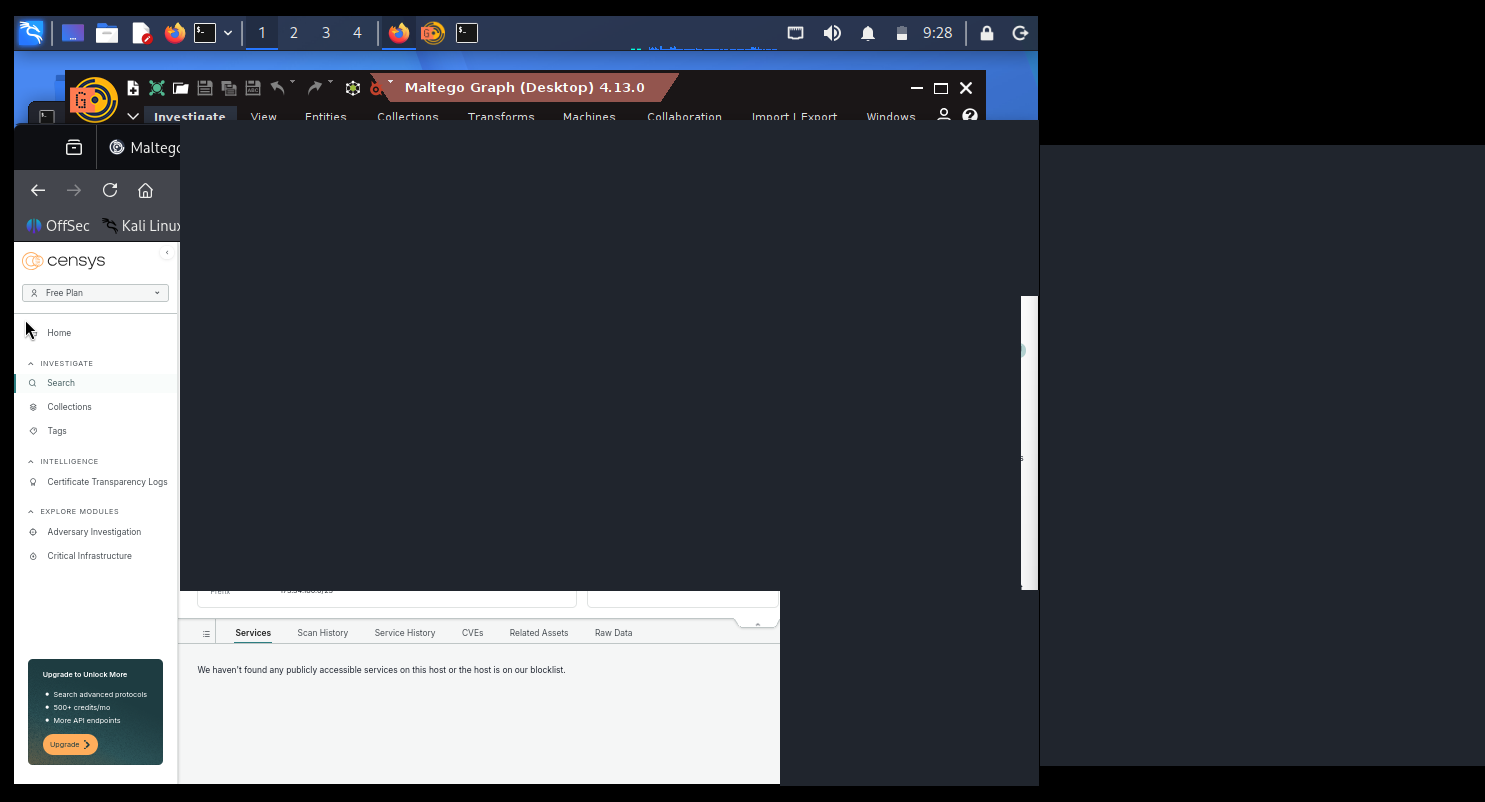 1 2 3 4
9:28
Maltego Graph (Desktop) 4.13.0
Investigate View Entities Collections Transforms Machines Collaboration Import | Export Windows
OffSec
censys
Free Plan
Home
INVESTIGATE
Search
Collections
Tags
INTELLIGENCE
Certificate Transparency Logs
EXPLORE MODULES
Adversary Investigation
Critical Infrastructure
Services Scan History Service History CVEs Related Assets Raw Data
We haven't found any publicly accessible services on this host or the host is on our blocklist.
Upgrade to Unlock More
Search advanced protocols
500+ credits/mo
More API endpoints
Upgrade